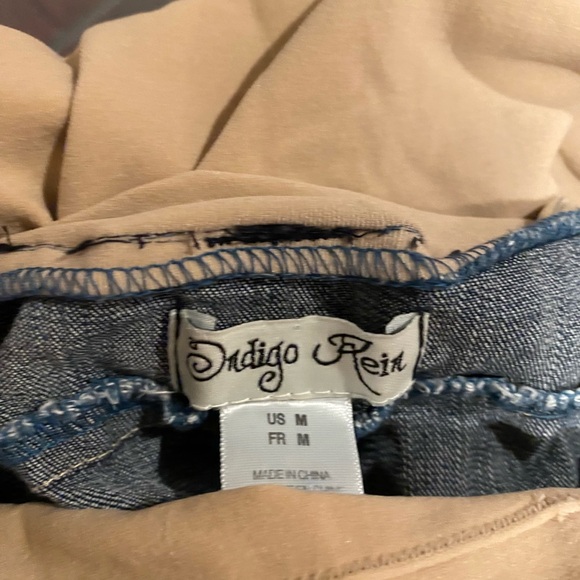 Indigo Rein
US M
FR M
MADE IN CHINA